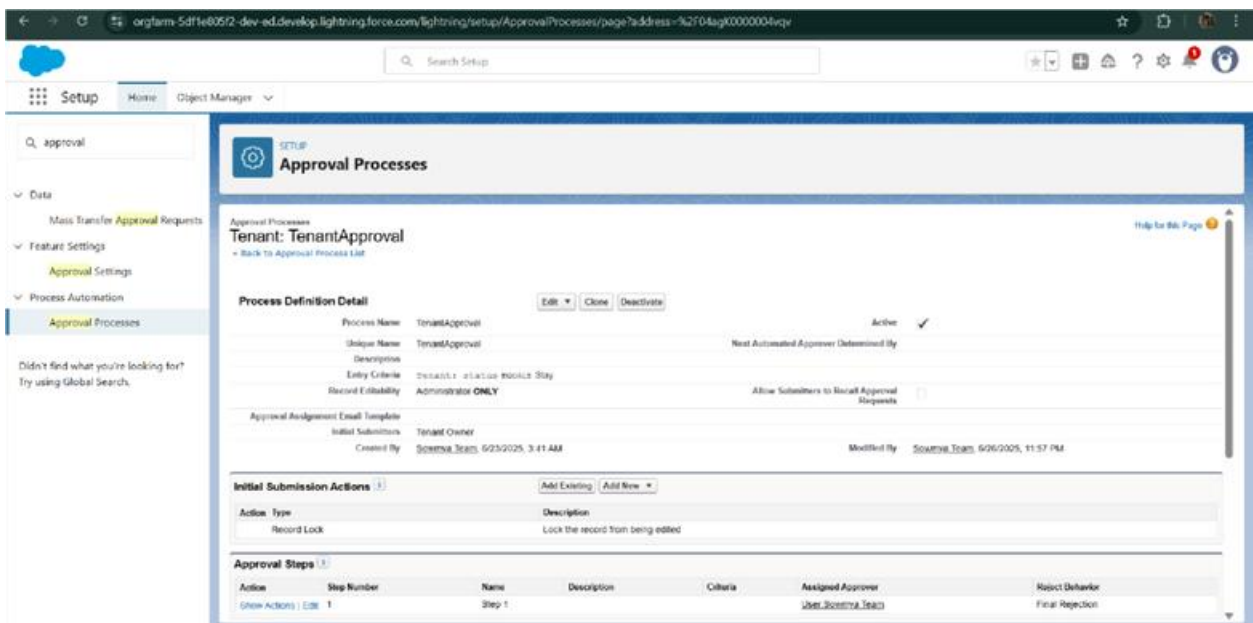 orgfarm-5df1e805f2-dev-ed.develop.lightning.force.com/lightning/setup/ApprovalProcesses/page?address=%2F04agK0000004vqv
Search Setup
Setup Home Object Manager
approval
Data
Mass Transfer Approval Requests
Feature Settings
Approval Settings
Process Automation
Approval Processes
Didn't find what you're looking for?
Try using Global Search.
SETUP
Approval Processes
Approval Processes
Tenant: TenantApproval
« Back to Approval Process List
Help for this Page
Process Definition Detail Edit Clone Deactivate
Process Name TenantApproval Active
Unique Name TenantApproval Next Automated Approver Determined By
Description
Entry Criteria Tenant: status Stay
Record Editability Administrator ONLY Allow Submitters to Recall Approval Requests
Approval Assignment Email Template
Initial Submitters Tenant Owner
Created By Team, 6/23/2025, 3:41 AM Modified By Team, 6/26/2025, 11:57 PM
Initial Submission Actions Add Existing Add New
Action Type Description
Record Lock Lock the record from being edited
Approval Steps
Action Step Number Name Description Criteria Assigned Approver Reject Behavior
Show Actions | Edit 1 Step 1 User: Team Final Rejection